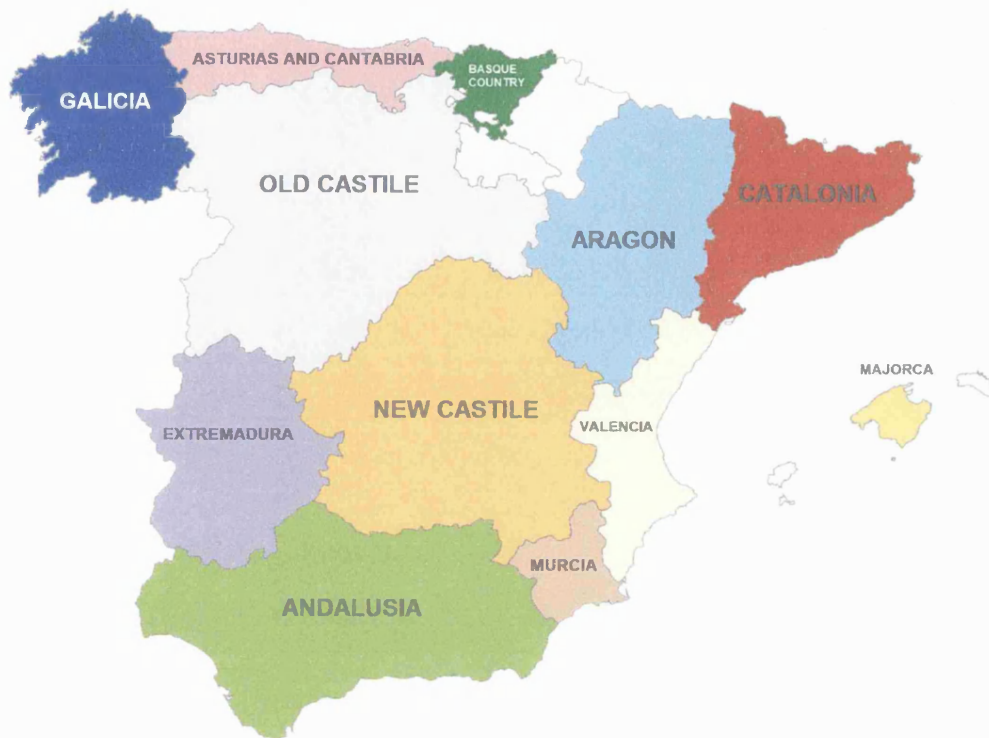 ASTURIAS AND CANTABRIA
BASQUE
COUNTRY
GALICIA
OLD CASTILE
CATALONIA
ARAGON
MAJORCA
NEW CASTILE
VALENCIA
EXTREMADURA
MURCIA
ANDALUSIA